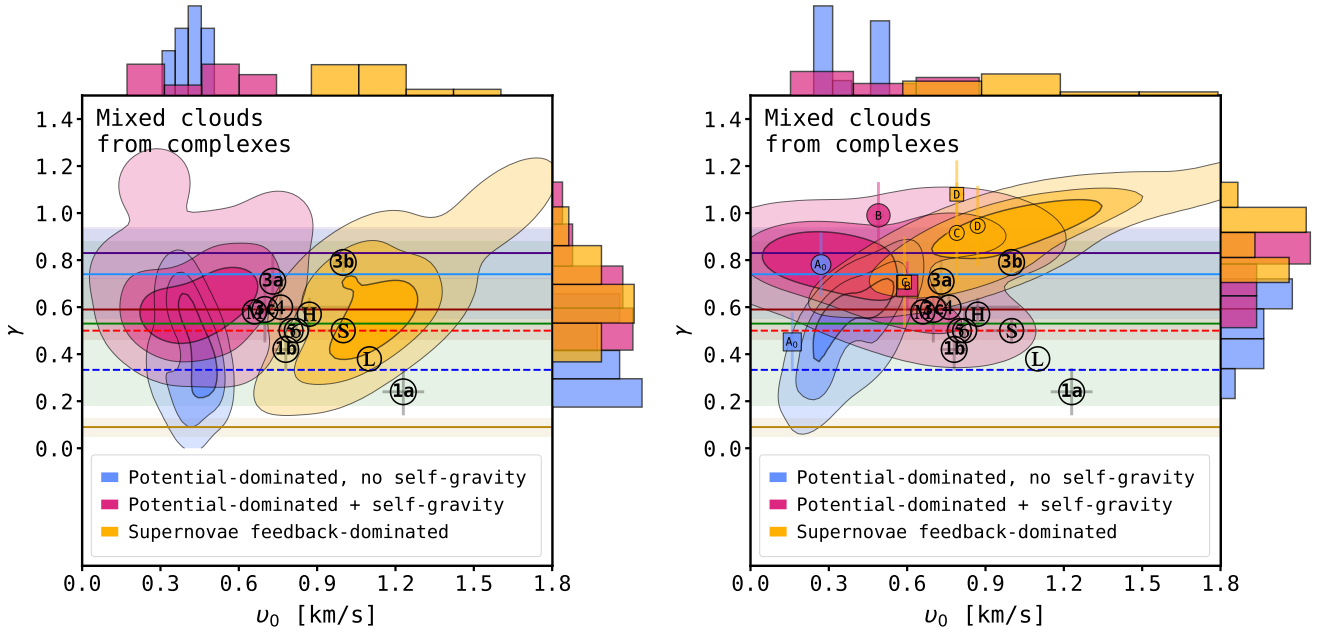 Mixed clouds
from complexes
γ
1.4
1.2
1.0
0.8
0.6
0.4
0.2
0.0
3b
3a
M
4
H
5
6
S
1b
L
1a
Potential-dominated, no self-gravity
Potential-dominated + self-gravity
Supernovae feedback-dominated
0.0 0.3 0.6 0.9 1.2 1.5 1.8
υ₀ [km/s]
Mixed clouds
from complexes
γ
1.4
1.2
1.0
0.8
0.6
0.4
0.2
0.0
D
B
C
D
A₀
3b
3a
B
M
4
H
6
S
A₀
1b
L
1a
Potential-dominated, no self-gravity
Potential-dominated + self-gravity
Supernovae feedback-dominated
0.0 0.3 0.6 0.9 1.2 1.5 1.8
υ₀ [km/s]